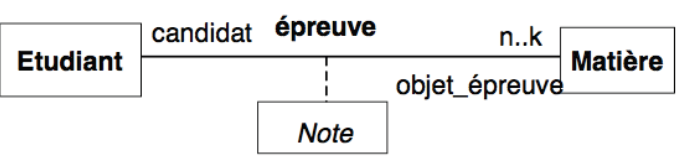 candidat épreuve n..k
Etudiant Matière
objet_épreuve
Note